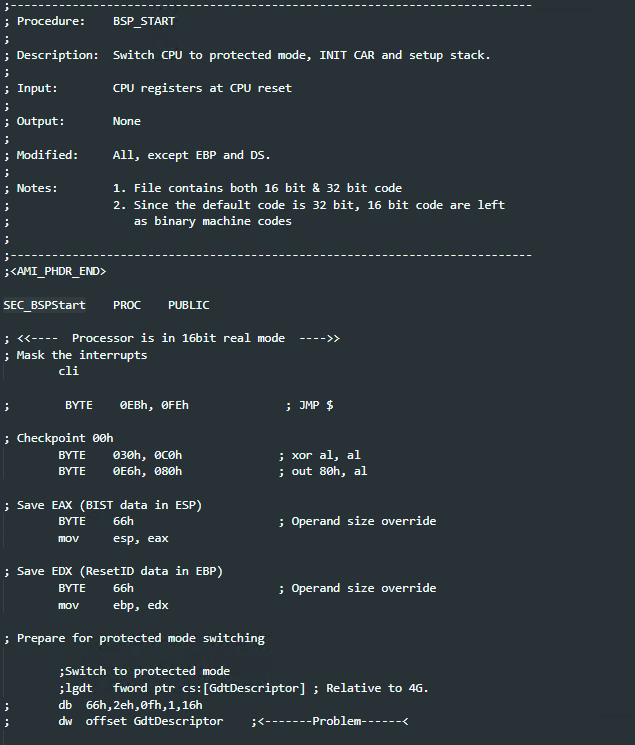 ;----------------------------------------------------------------------------
; Procedure:    BSP_START
;
; Description:  Switch CPU to protected mode, INIT CAR and setup stack.
;
; Input:        CPU registers at CPU reset
;
; Output:       None
;
; Modified:     All, except EBP and DS.
;
; Notes:        1. File contains both 16 bit & 32 bit code
;               2. Since the default code is 32 bit, 16 bit code are left
;                  as binary machine codes
;
;----------------------------------------------------------------------------
;<AMI_PHDR_END>
SEC_BSPStart    PROC    PUBLIC
; <<----  Processor is in 16bit real mode  ---->>
; Mask the interrupts
        cli
;        BYTE    0EBh, 0FEh              ; JMP $
; Checkpoint 00h
        BYTE    030h, 0C0h              ; xor al, al
        BYTE    0E6h, 080h              ; out 80h, al
; Save EAX (BIST data in ESP)
        BYTE    66h                     ; Operand size override
        mov     esp, eax
; Save EDX (ResetID data in EBP)
        BYTE    66h                     ; Operand size override
        mov     ebp, edx
; Prepare for protected mode switching
        ;Switch to protected mode
        ;lgdt   fword ptr cs:[GdtDescriptor] ; Relative to 4G.
;       db  66h,2eh,0fh,1,16h
;       dw  offset GdtDescriptor    ;<-------Problem------<